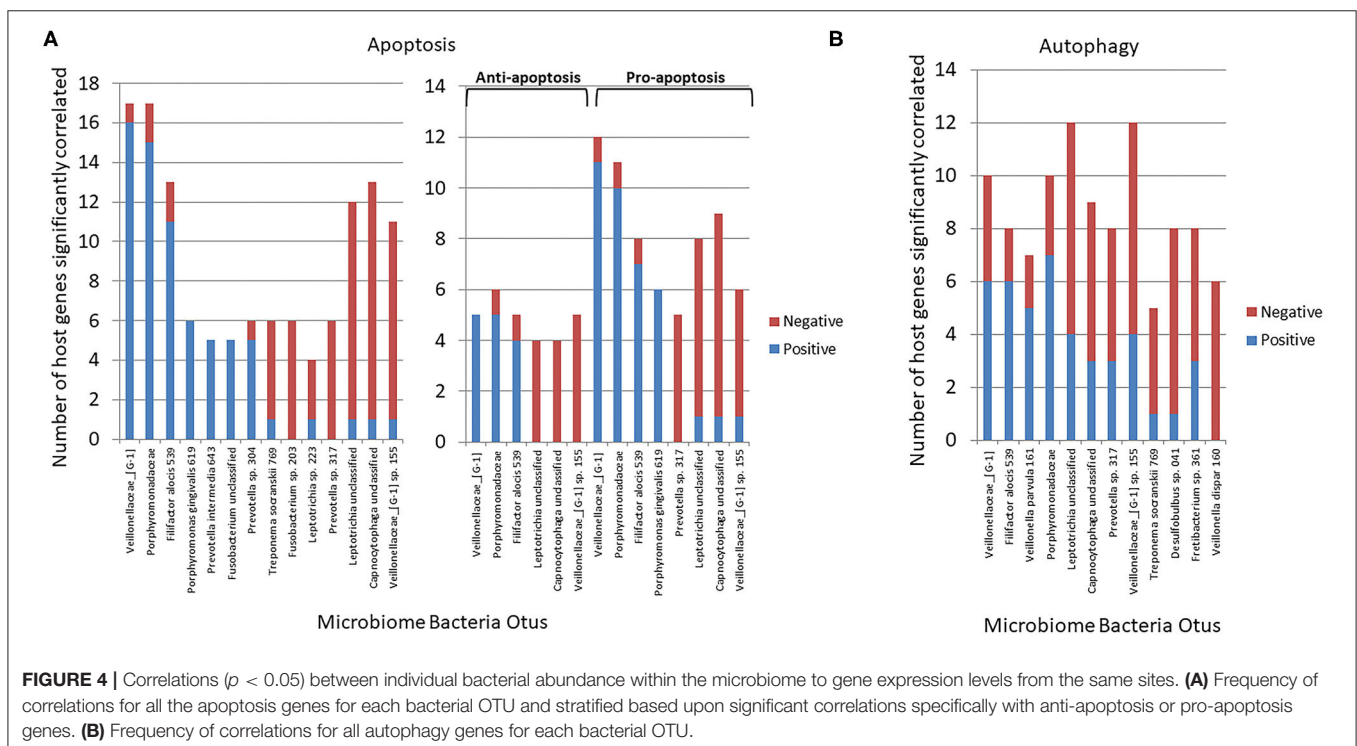 A
Apoptosis
Number of host genes significantly correlated
18
16
14
12
10
8
6
4
2
0
Veillonellaceae_[G-1]
Porphyromonadaceae
Filifactor alocis 539
Porphyromonas gingivalis 619
Prevotella intermedia 643
Fusobacterium unclassified
Prevotella sp. 304
Treponema socranskii 769
Fusobacterium sp. 203
Leptotrichia sp. 223
Prevotella sp. 317
Leptotrichia unclassified
Capnocytophaga unclassified
Veillonellaceae_[G-1] sp. 155
Anti-apoptosis
Pro-apoptosis
14
12
10
8
6
4
2
0
Veillonellaceae_[G-1]
Porphyromonadaceae
Filifactor alocis 539
Leptotrichia unclassified
Capnocytophaga unclassified
Veillonellaceae_[G-1] sp. 155
Veillonellaceae_[G-1]
Porphyromonadaceae
Filifactor alocis 539
Porphyromonas gingivalis 619
Prevotella sp. 317
Leptotrichia unclassified
Capnocytophaga unclassified
Veillonellaceae_[G-1] sp. 155
Negative
Positive
Microbiome Bacteria Otus
B
Autophagy
Number of host genes significantly correlated
14
12
10
8
6
4
2
0
Veillonellaceae_[G-1]
Filifactor alocis 539
Veillonella parvula 161
Porphyromonadaceae
Leptotrichia unclassified
Capnocytophaga unclassified
Prevotella sp. 317
Veillonellaceae_[G-1] sp. 155
Treponema socranskii 769
Desulfobulbus sp. 041
Fretibacterium sp. 361
Veillonella dispar 160
Negative
Positive
Microbiome Bacteria Otus
FIGURE 4 | Correlations (p < 0.05) between individual bacterial abundance within the microbiome to gene expression levels from the same sites. (A) Frequency of
correlations for all the apoptosis genes for each bacterial OTU and stratified based upon significant correlations specifically with anti-apoptosis or pro-apoptosis
genes. (B) Frequency of correlations for all autophagy genes for each bacterial OTU.